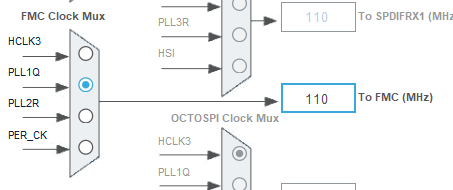 FMC Clock Mux
HCLK3
PLL1Q
PLL2R
PER_CK
PLL3R
HSI
110
To SPDIFRX1 (MHz
110
To FMC (MHz)
OCTOSPI Clock Mux
HCLK3
PLL1Q